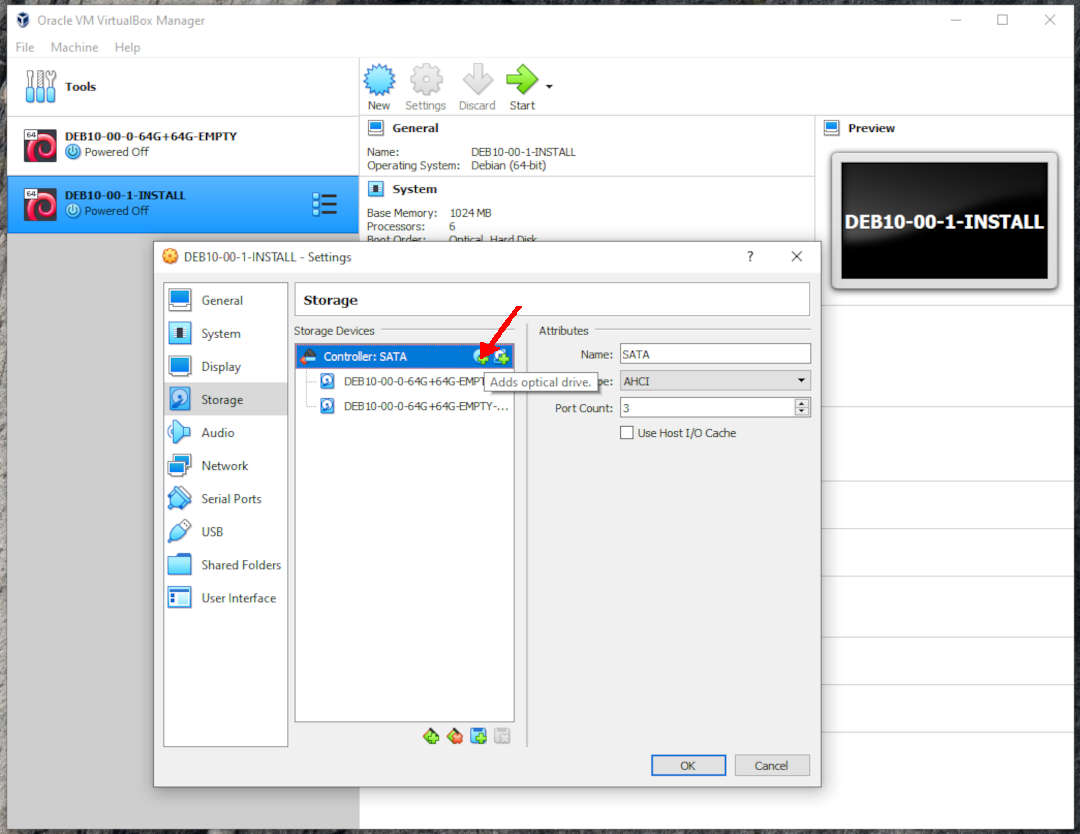 Oracle VM VirtualBox Manager
File Machine Help
Tools
New Settings Discard Start
64 DEB10-00-0-64G+64G-EMPTY
Powered Off
64 DEB10-00-1-INSTALL
Powered Off
General
Name: DEB10-00-1-INSTALL
Operating System: Debian (64-bit)
System
Base Memory: 1024 MB
Processors: 6
Boot Order: Optical, Hard Disk
Preview
DEB10-00-1-INSTALL
DEB10-00-1-INSTALL - Settings
?
General
System
Display
Storage
Audio
Network
Serial Ports
USB
Shared Folders
User Interface
Storage
Storage Devices
Controller: SATA
DEB10-00-0-64G+64G-EMPT
DEB10-00-0-64G+64G-EMPTY-...
Adds optical drive.
Attributes
Name: SATA
pe: AHCI
Port Count: 3
Use Host I/O Cache
OK Cancel